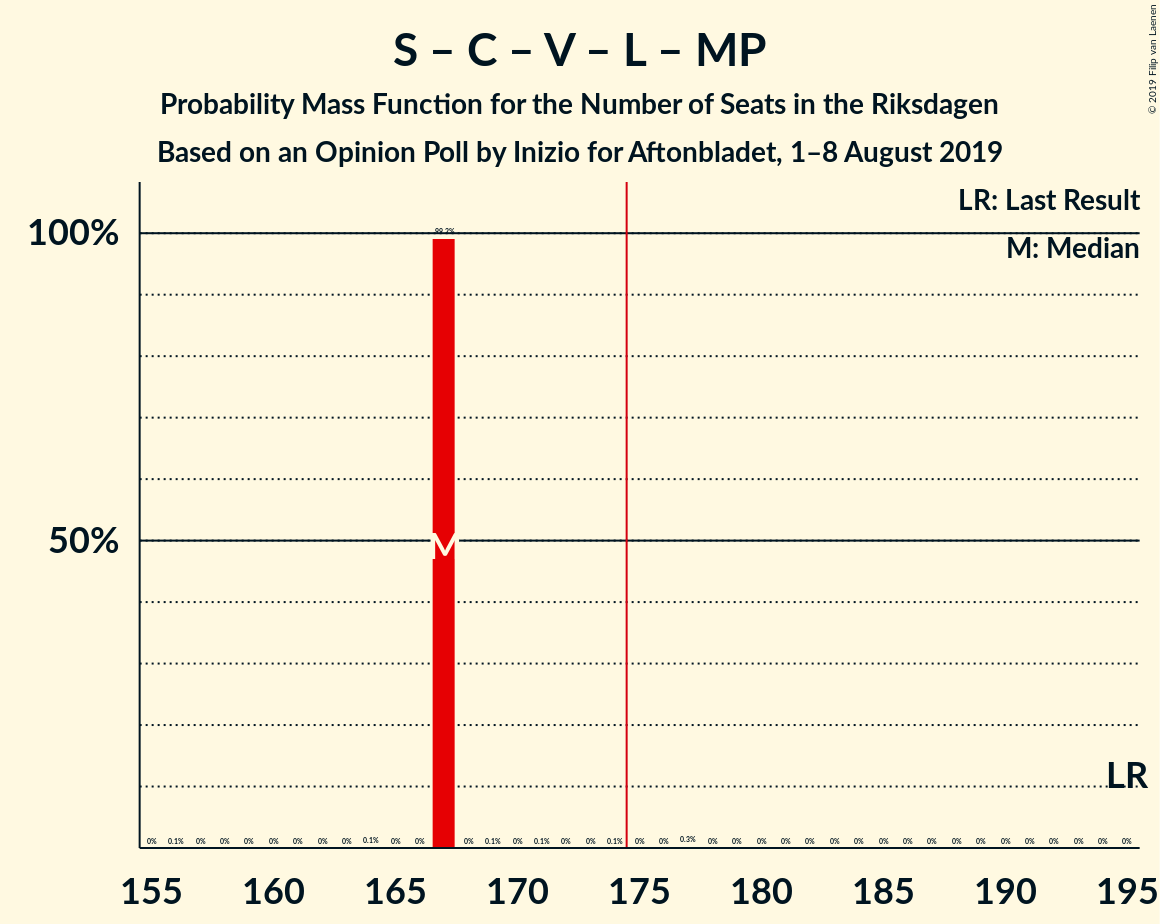 S – C – V – L – MP
Probability Mass Function for the Number of Seats in the Riksdagen
Based on an Opinion Poll by Inizio for Aftonbladet, 1–8 August 2019
© 2019 Filip van Laenen
LR: Last Result
M: Median
100%
99.2%
50%
M
LR
0% 0.1% 0% 0% 0% 0% 0% 0% 0% 0.1% 0% 0% 0% 0.1% 0% 0.1% 0% 0% 0.1% 0% 0% 0.3% 0% 0% 0% 0% 0% 0% 0% 0% 0% 0% 0% 0% 0% 0% 0% 0% 0% 0%
155 160 165 170 175 180 185 190 195